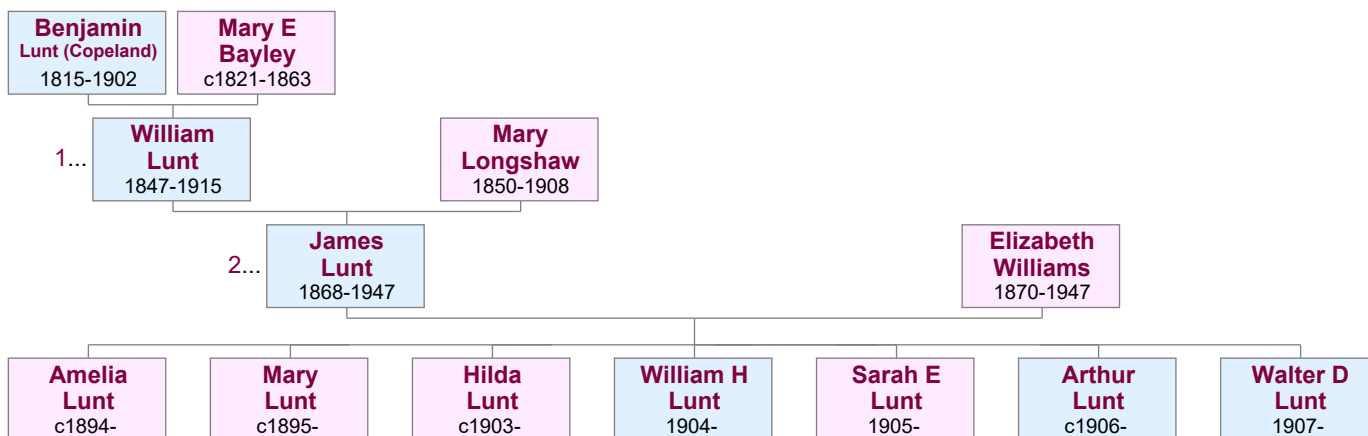 Benjamin
Lunt (Copeland)
1815-1902
Mary E
Bayley
c1821-1863
1...
William
Lunt
1847-1915
Mary
Longshaw
1850-1908
2...
James
Lunt
1868-1947
Elizabeth
Williams
1870-1947
Amelia
Lunt
c1894-
Mary
Lunt
c1895-
Hilda
Lunt
c1903-
William H
Lunt
1904-
Sarah E
Lunt
1905-
Arthur
Lunt
c1906-
Walter D
Lunt
1907-